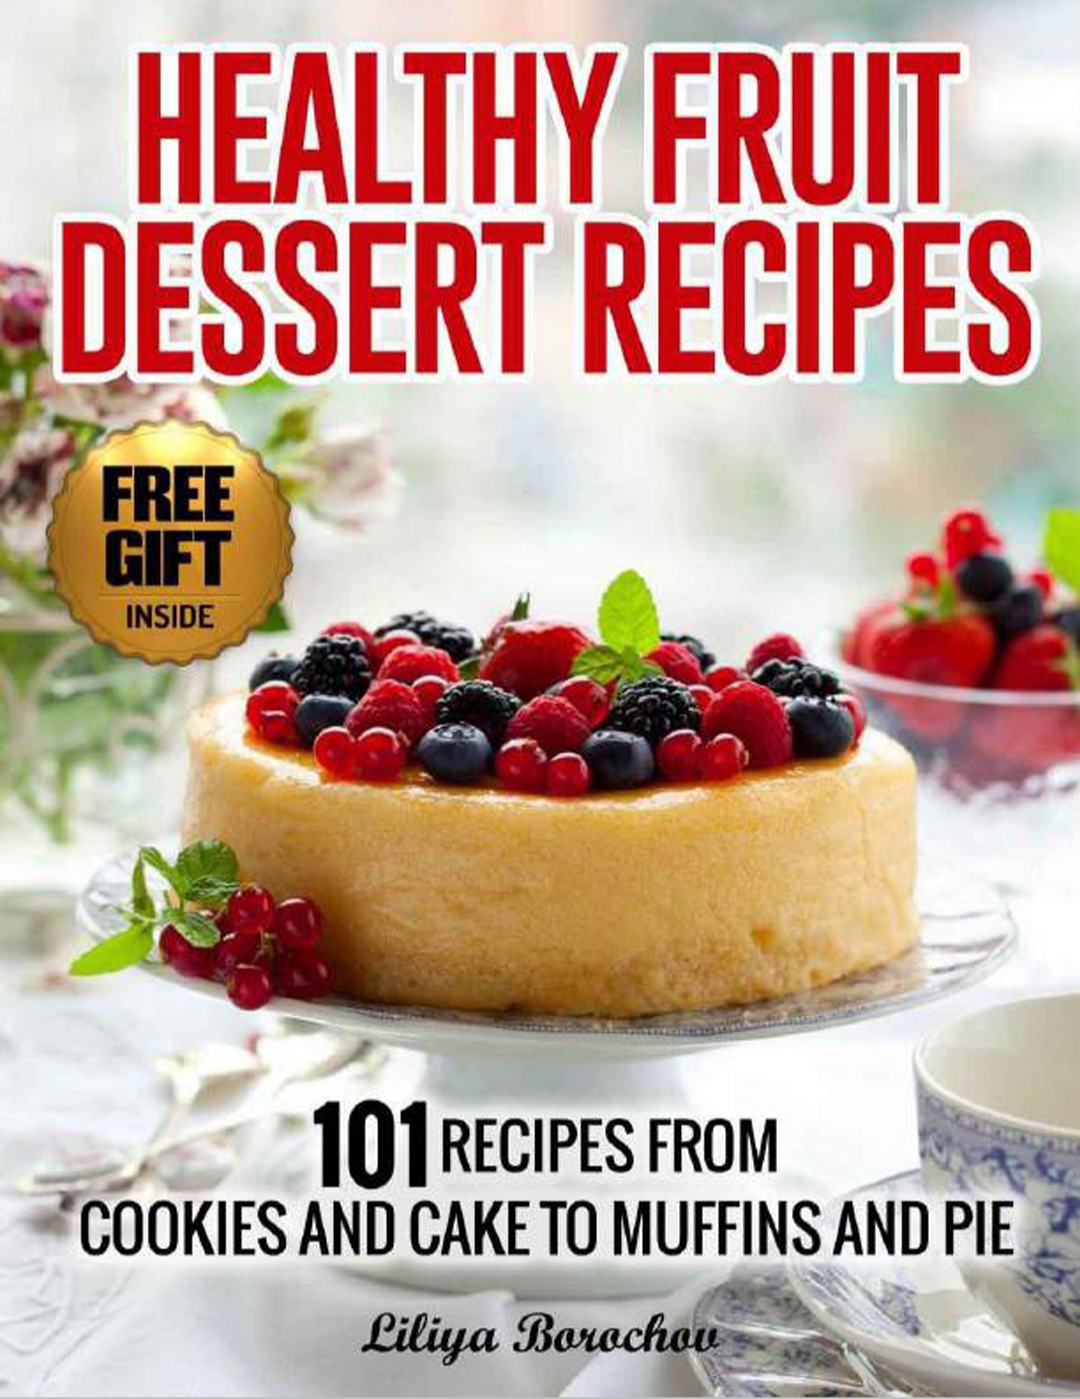 HEALTHY FRUIT
DESSERT RECIPES
FREE
GIFT
INSIDE
101 RECIPES FROM
COOKIES AND CAKE TO MUFFINS AND PIE
Liliya Borochov